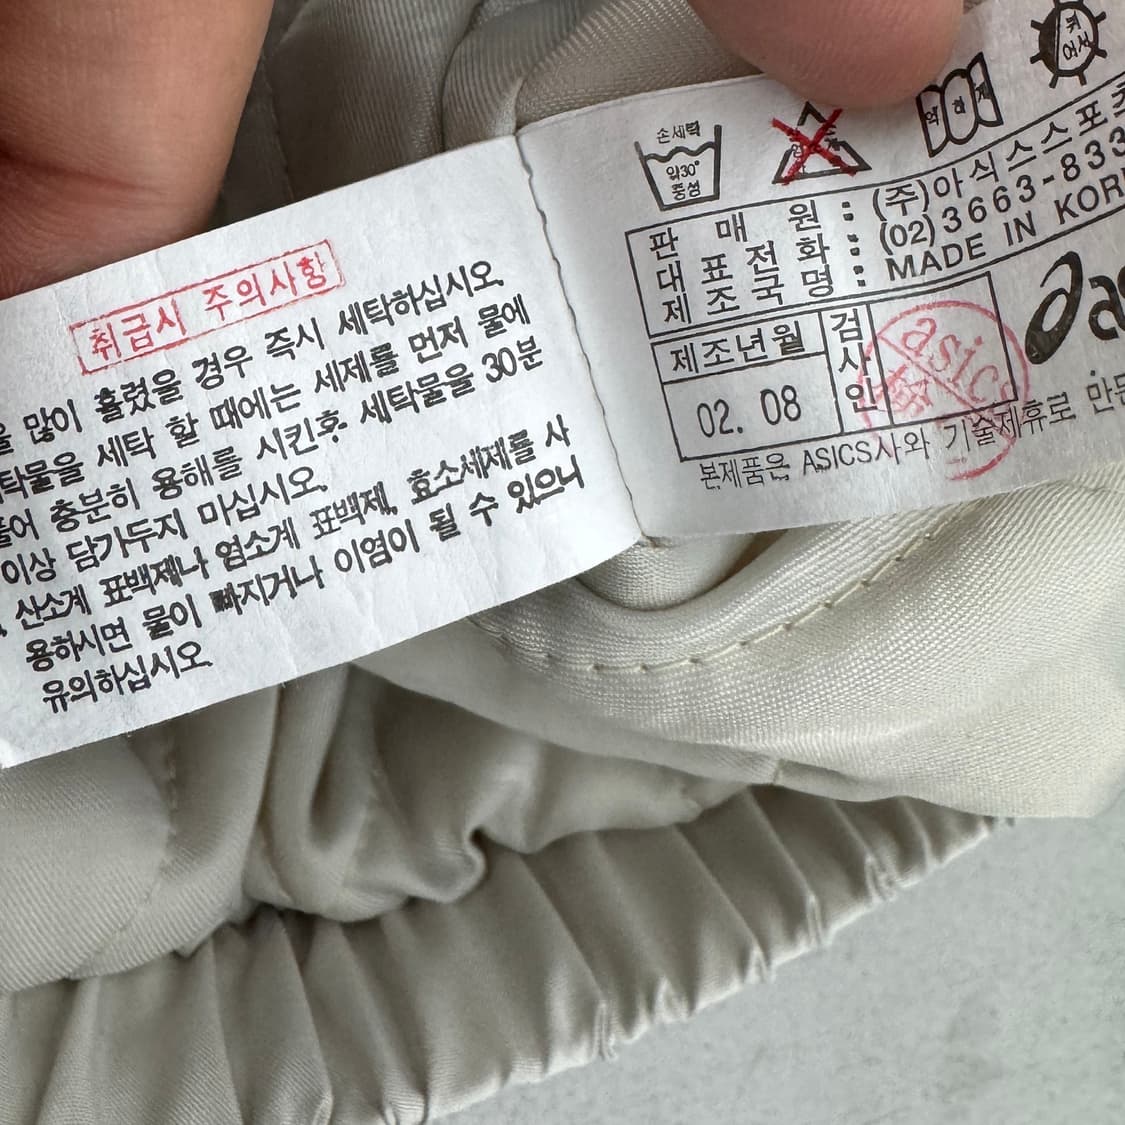 취급시 주의사항
많이 흘렸을 경우 즉시 세탁하십시오.
세탁 할 때에는 세제를 먼저 물에
충분히 용해를 시킨후, 세탁물을 30분
이상 담가두지 마십시오.
산소계 표백제나 염소계 표백제, 효소세제를 사
용하시면 물이 빠지거나 이염이 될 수 있으니
유의하십시오.
손세탁
약30°
중성
약하게
뉘
어서
판매원 : (주)아식스스포츠
대표전화 : (02)3663-833
제조국명 : MADE IN KOR
제조년월
02. 08
검
사
인
asics
as
본제품은 ASICS사와 기술제휴로 만든